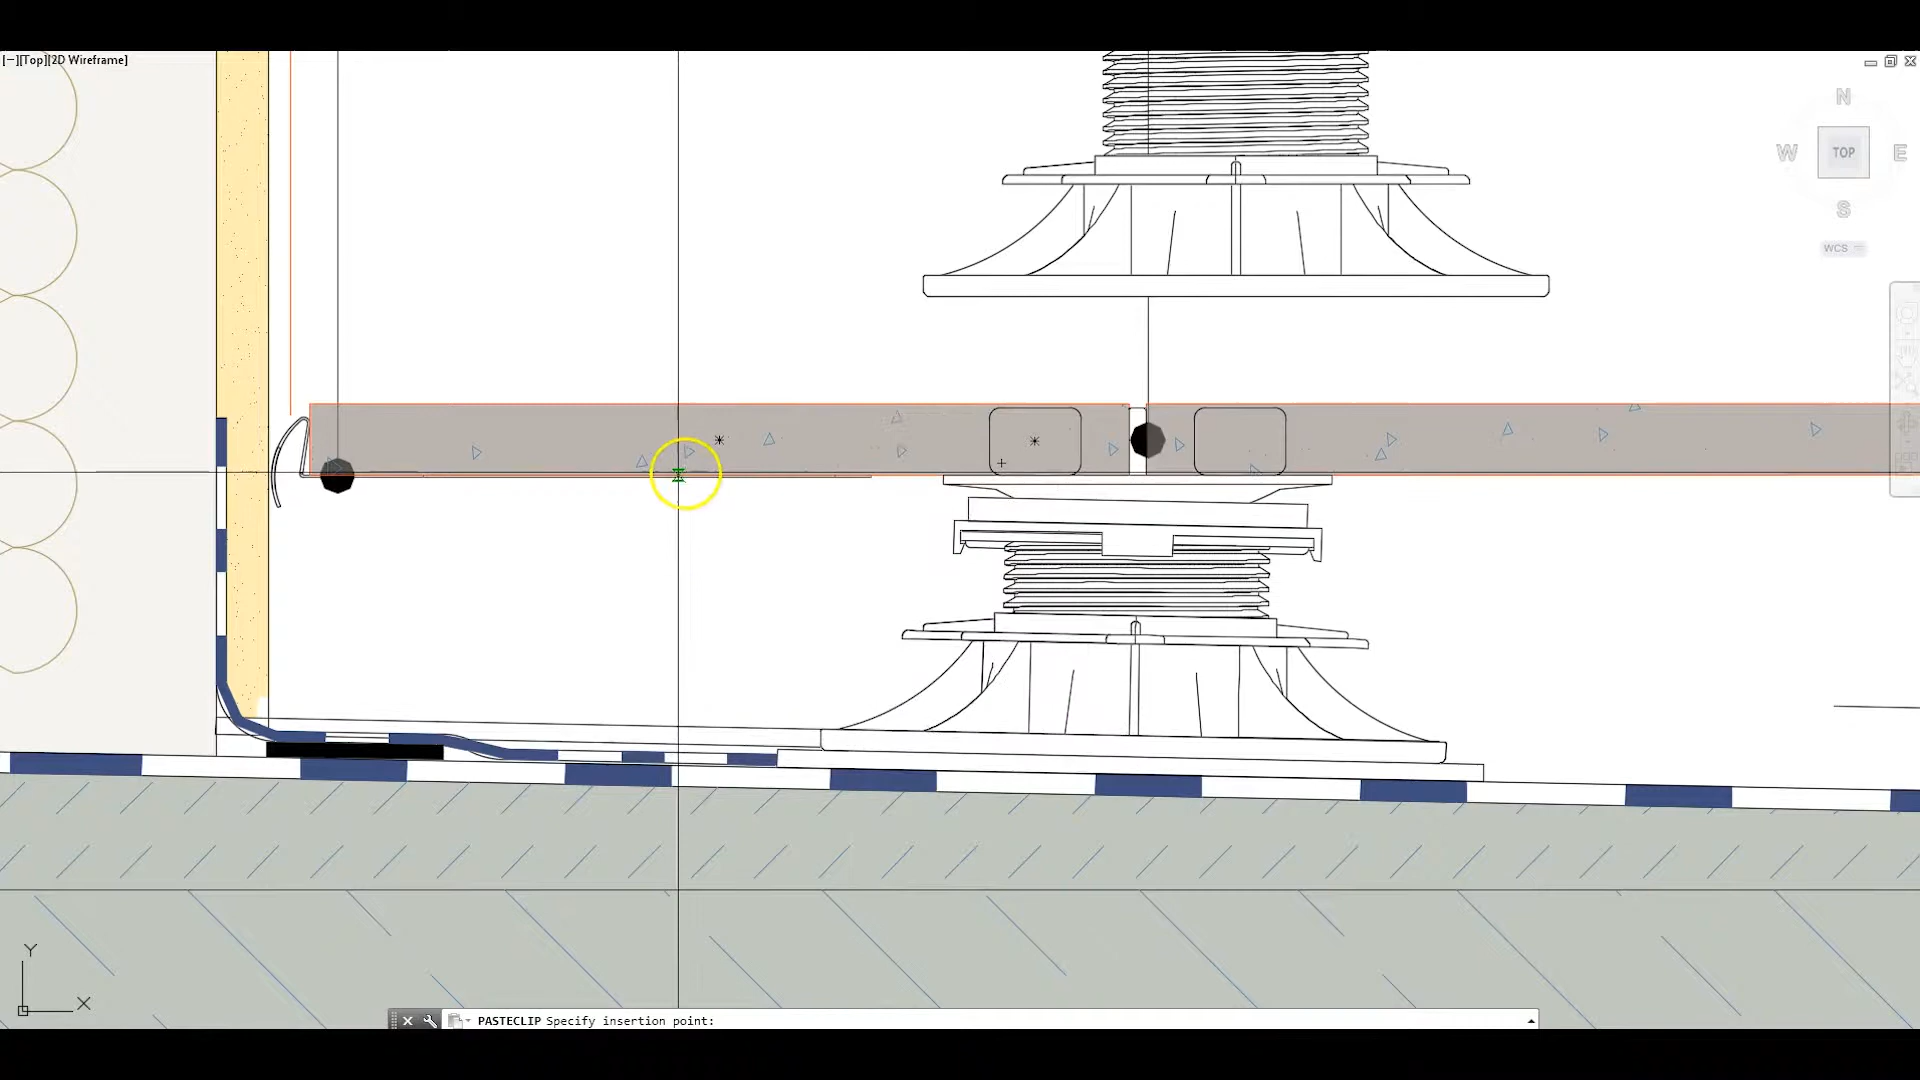 [−][Top][2D Wireframe]
N
W TOP E
S
WCS
Y
X
PASTECLIP Specify insertion point: